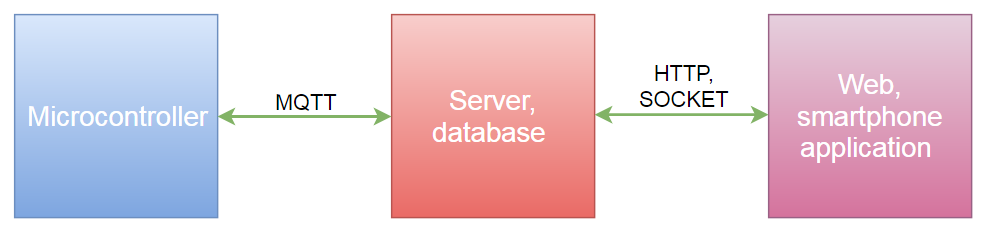 Microcontroller
MQTT
Server,
database
HTTP,
SOCKET
Web,
smartphone
application